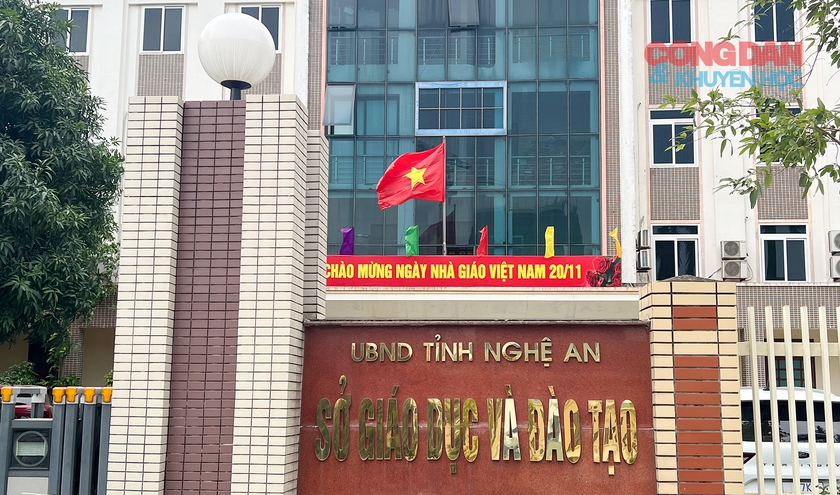 CÔNG DÂN
& KHUYẾN HỌC
CHÀO MỪNG NGÀY NHÀ GIÁO VIỆT NAM 20/11
UBND TỈNH NGHỆ AN
SỞ GIÁO DỤC VÀ ĐÀO TẠO